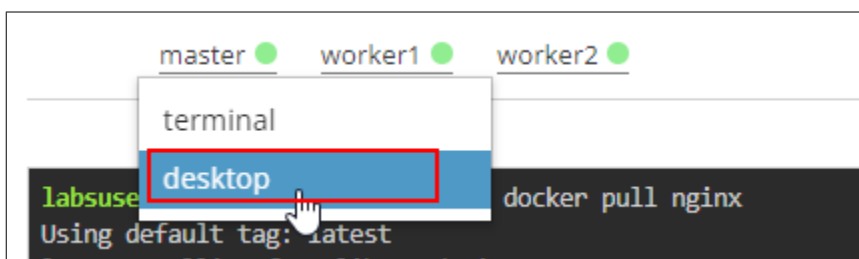 master worker1 worker2
terminal
desktop
labsuse docker pull nginx
Using default tag: latest